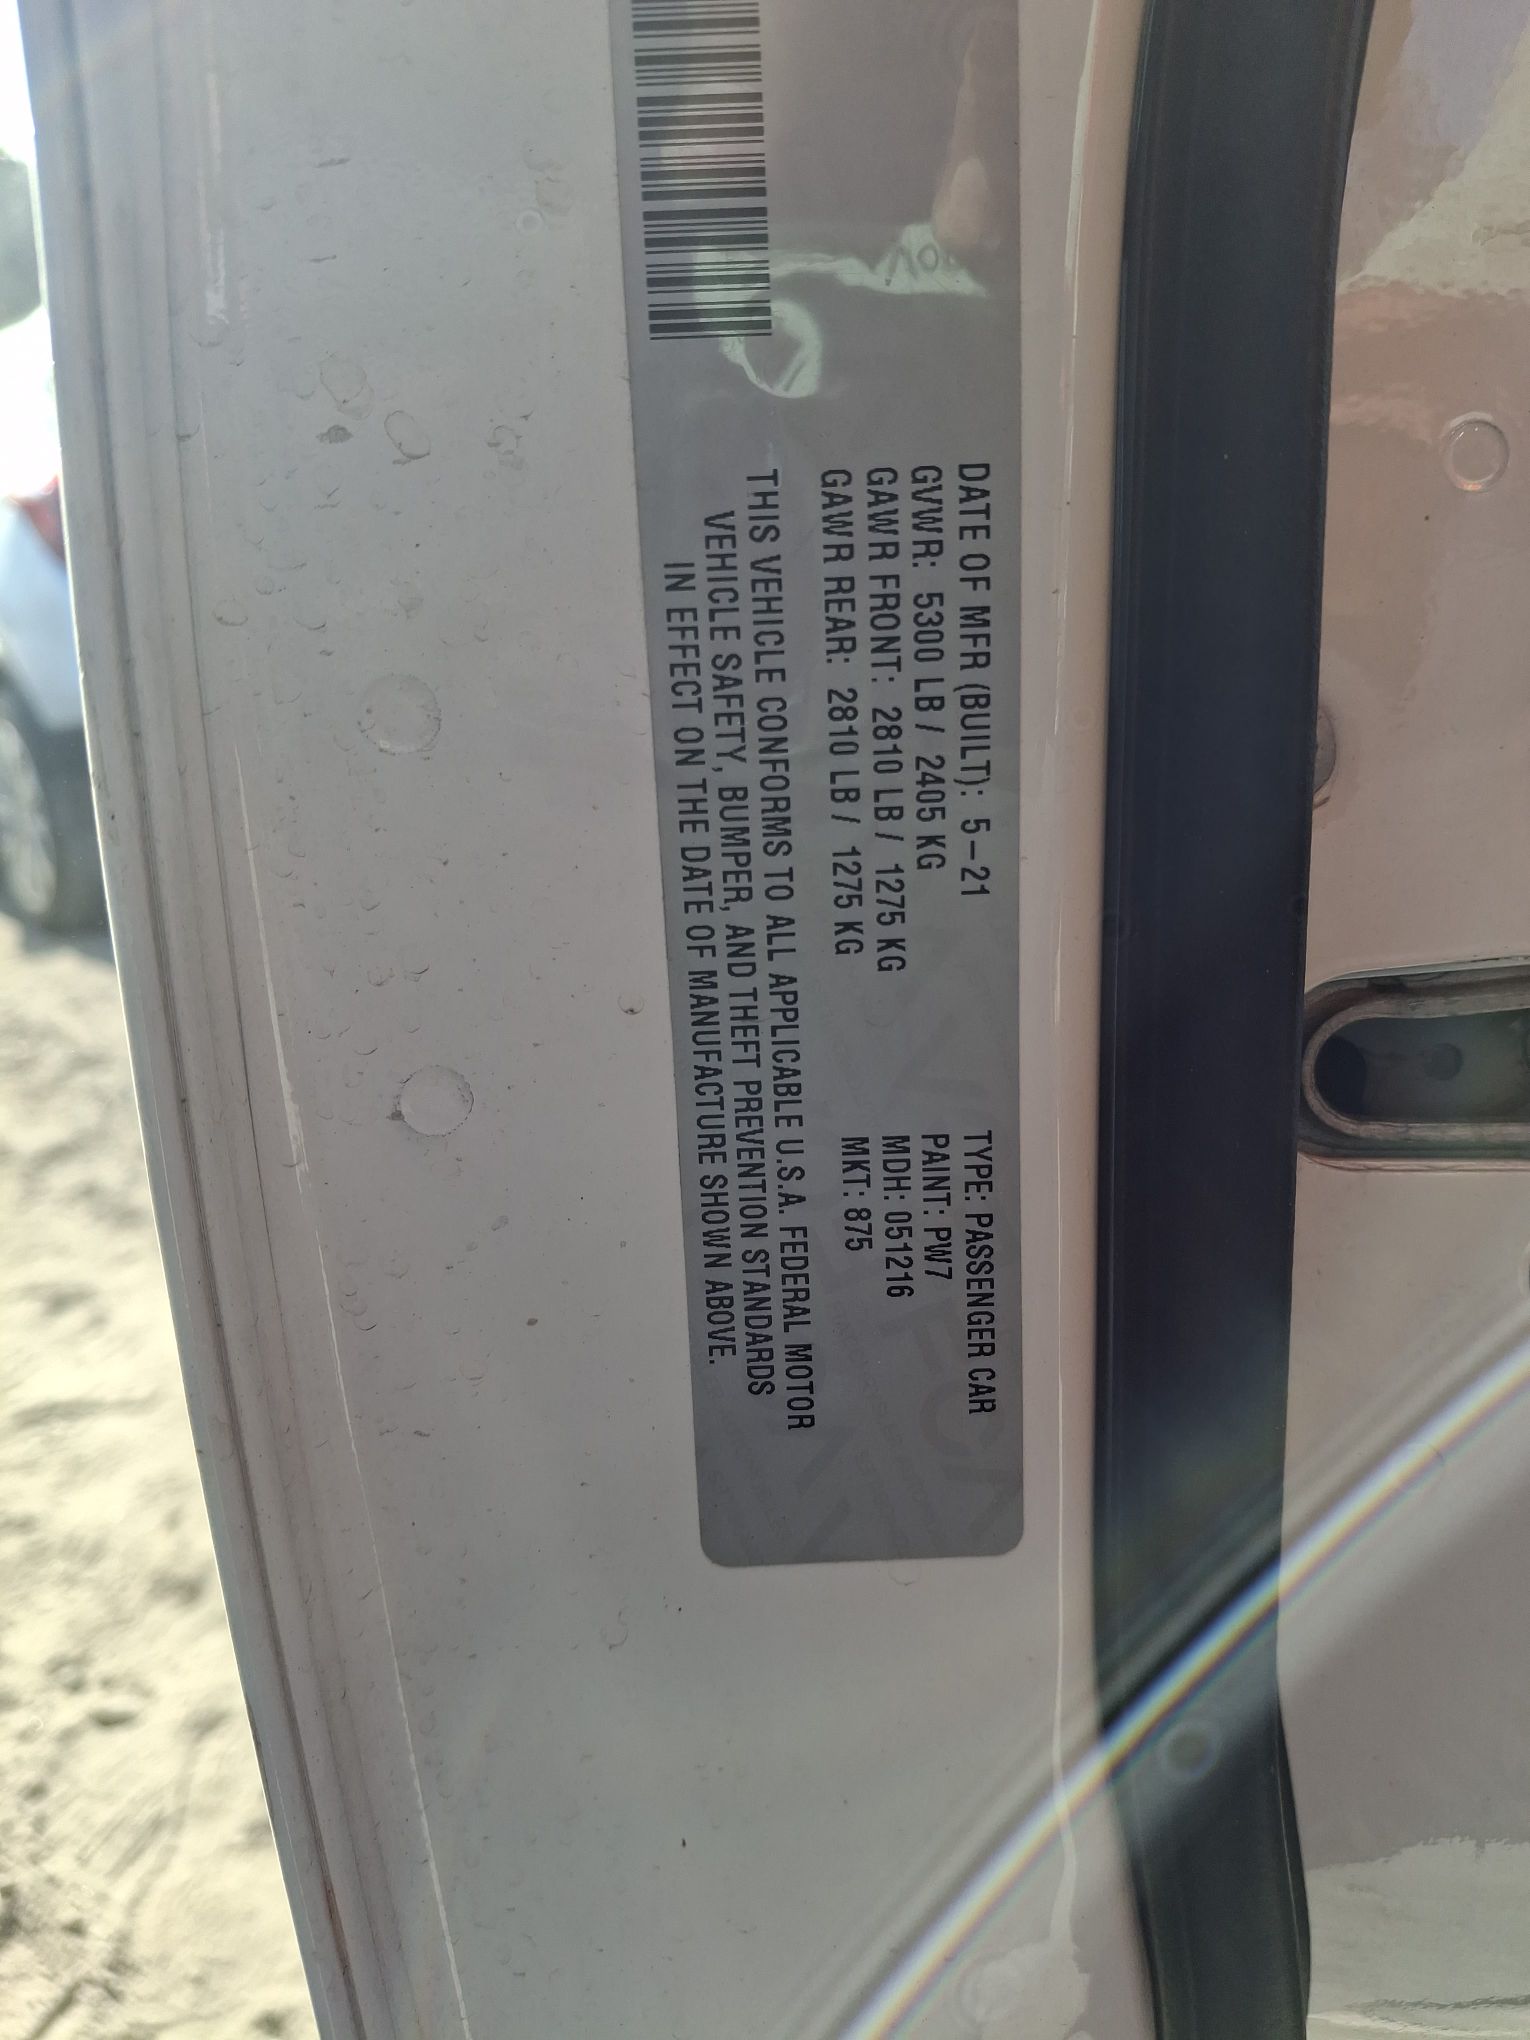 DATE OF MFR (BUILT): 5-21
GVWR: 5300 LB / 2405 KG
GAWR FRONT: 2810 LB / 1275 KG
GAWR REAR: 2810 LB / 1275 KG
TYPE: PASSENGER CAR
PAINT: PW7
MDH: 051216
MKT: 875
THIS VEHICLE CONFORMS TO ALL APPLICABLE U.S.A. FEDERAL MOTOR
VEHICLE SAFETY, BUMPER, AND THEFT PREVENTION STANDARDS
IN EFFECT ON THE DATE OF MANUFACTURE SHOWN ABOVE.